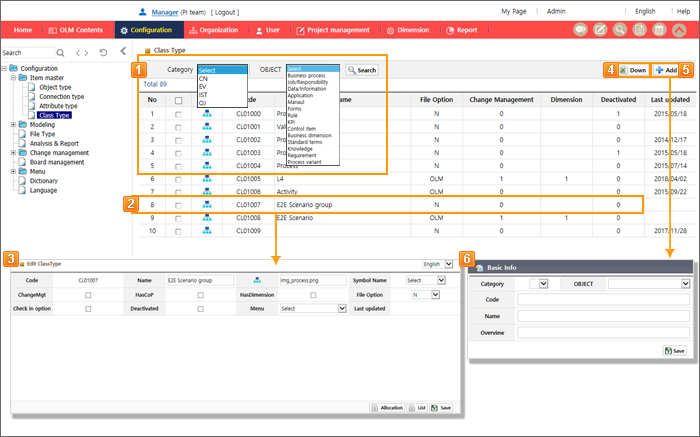 Manager (PI team) [ Logout ]
My Page Admin English Help
Home OLM Contents Configuration Organization User Project management Dimension Report
Search
Class Type
Configuration
Item master
Object type
Connection type
Attribute type
Class Type
Modeling
File Type
Analysis & Report
Change management
Board management
Menu
Dictionary
Language
1
Category Select
CN
EV
IST
OJ
OBJECT Select
Business process
Job/Responsibility
Data/Information
Application
Manaul
Forms
Rule
KPI
Control item
Business dimension
Standard terms
Knowledge
Requirement
Process variant
Search
4 Down Add 5
Total 89
No Name File Option Change Management Dimension Deactivated Last updated
1 CL01000 N 0 1 2015/05/18
2 CL01001 N 0 0
3 CL01002 N 0 0 2014/12/17
4 CL01003 N 0 1 2015/05/18
5 CL01004 N 0 1 2015/07/14
6 CL01005 L4 OLM 1 1 0 2018/04/02
7 CL01006 Activity OLM 0 0 2015/09/22
2
8 CL01007 E2E Scenario group N 0 0
9 CL01008 E2E Scenario OLM 1 1 0
10 CL01009 N 0 0 2017/11/28
3 Edit ClassType English
Code CL01007 Name E2E Scenario group img_process.png Symbol Name Select
ChangeMgt HasCoP HasDimension File Option N
Check in option Deactivated Menu Select Last updated
Allocation List Save
6 Basic Info
Category OBJECT
Code
Name
Overview
Save